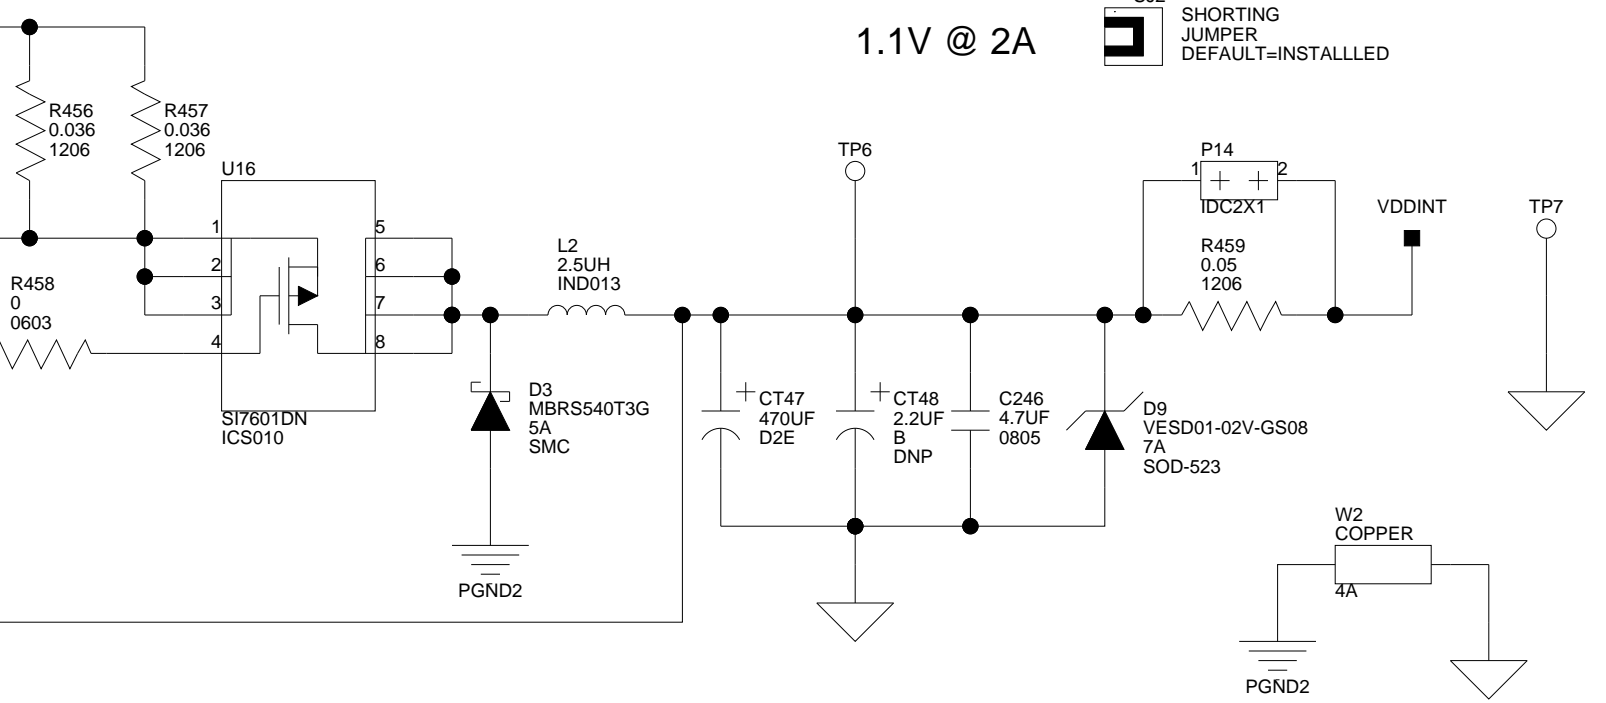 SHORTING
JUMPER
DEFAULT=INSTALLLED
1.1V @ 2A
R456
0.036
1206
R457
0.036
1206
U16
1
2
3
4
5
6
7
8
SI7601DN
ICS010
R458
0
0603
L2
2.5UH
IND013
D3
MBRS540T3G
5A
SMC
PGND2
TP6
CT47
470UF
D2E
CT48
2.2UF
B
DNP
C246
4.7UF
0805
D9
VESD01-02V-GS08
7A
SOD-523
P14
1
2
IDC2X1
R459
0.05
1206
VDDINT
TP7
W2
COPPER
4A
PGND2